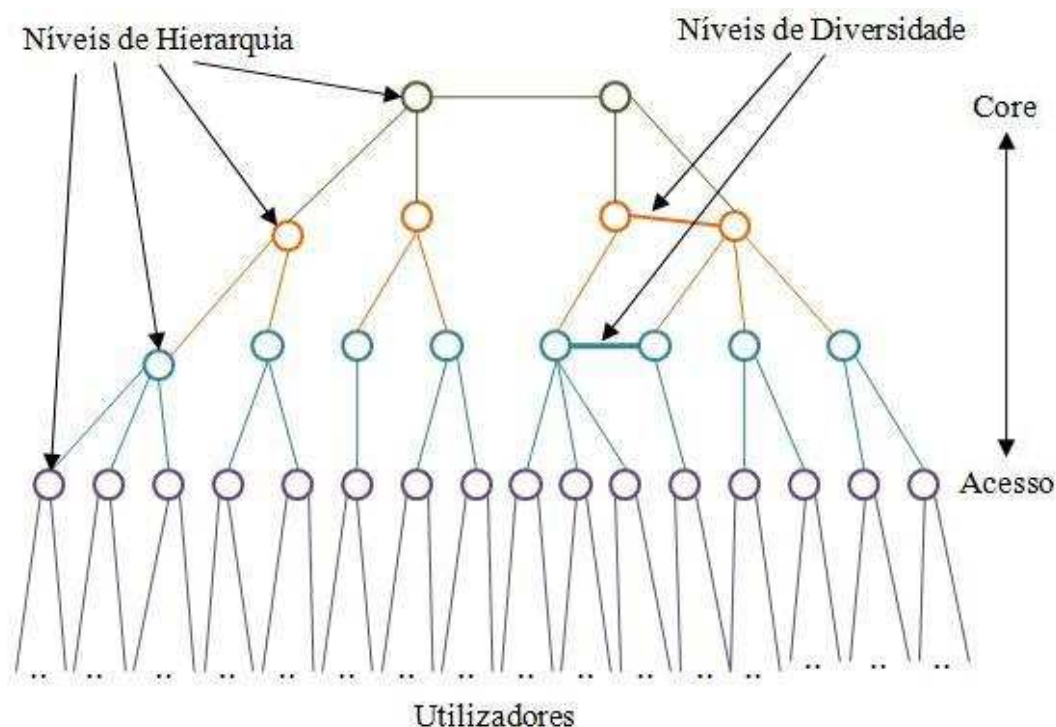 Níveis de Hierarquia
Níveis de Diversidade
Core
Acesso
.. .. .. .. .. .. .. .. .. .. .. .. .. .. .. ..
Utilizadores